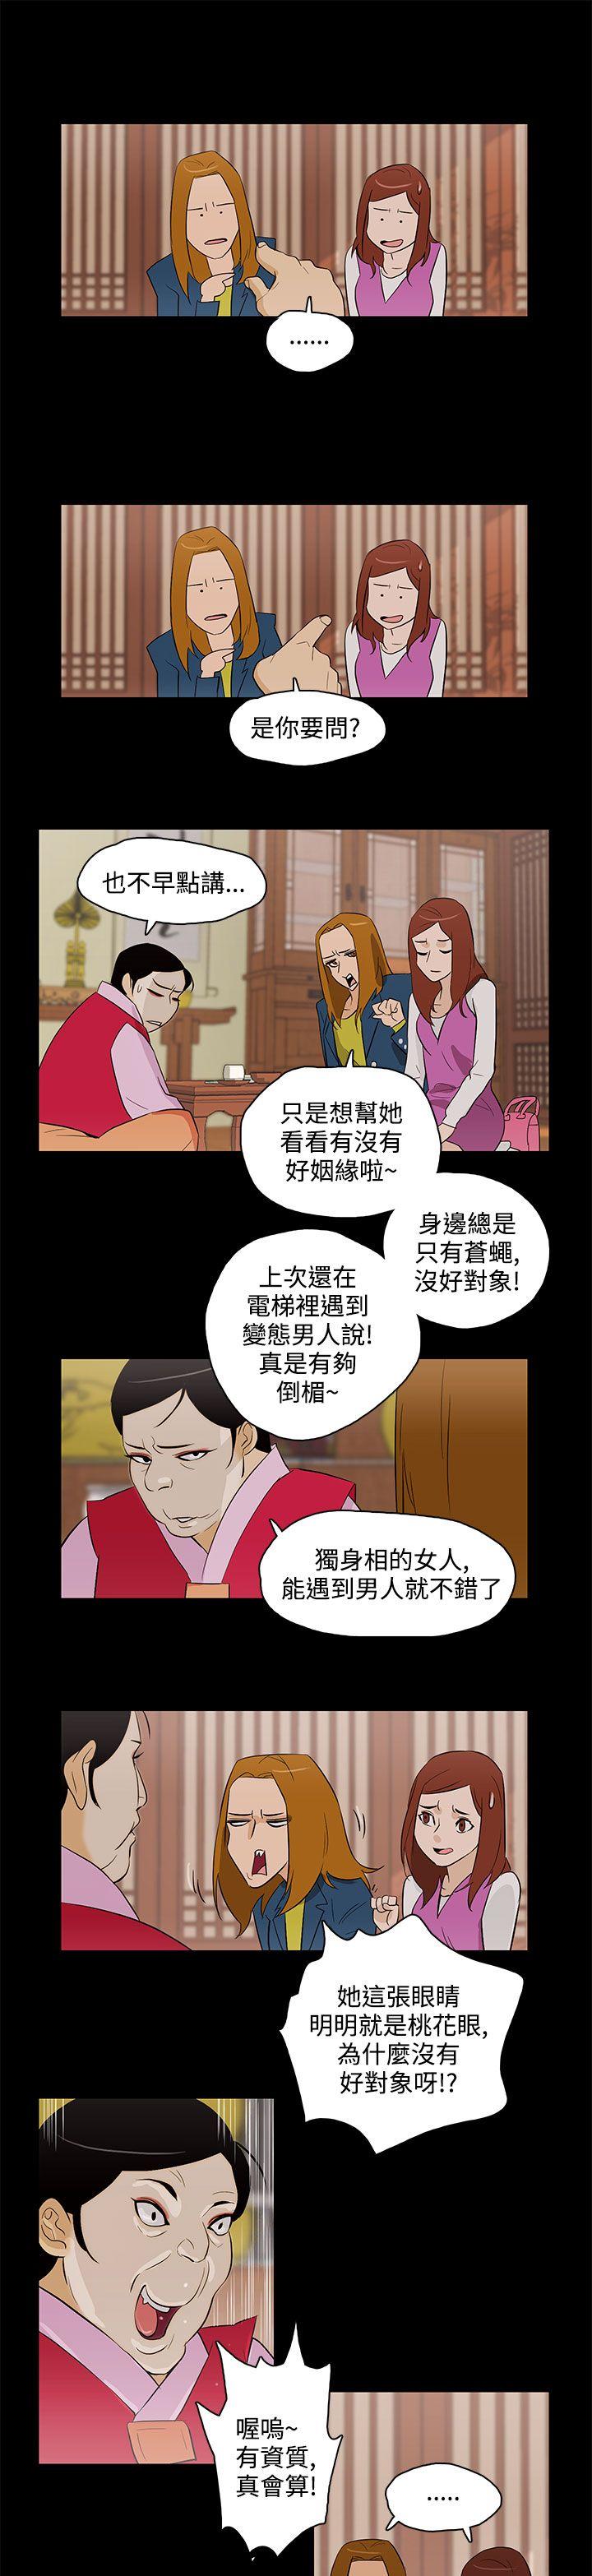 ......
是你要問?
也不早點講...
只是想幫她
看看有沒有
好姻緣啦~
身邊總是
只有蒼蠅,
沒好對象!
上次還在
電梯裡遇到
變態男人說!
真是有夠
倒楣~
獨身相的女人,
能遇到男人就不錯了
她這張眼睛
明明就是桃花眼,
為什麼沒有
好對象呀!?
喔嗚~
有資質,
真會算!
.....